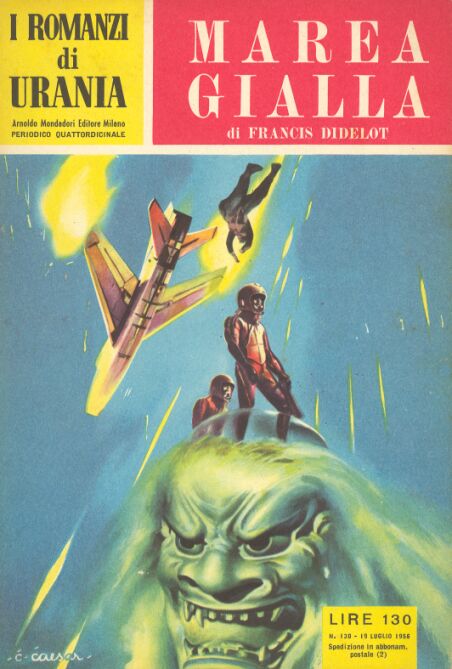 I ROMANZI
di
URANIA
Arnoldo Mondadori Editore Milano
PERIODICO QUATTORDICINALE
MAREA
GIALLA
di FRANCIS DIDELOT
LIRE 130
N. 130 - 19 LUGLIO 1956
Spedizione in abbonam.
postale (2)
c. caesar